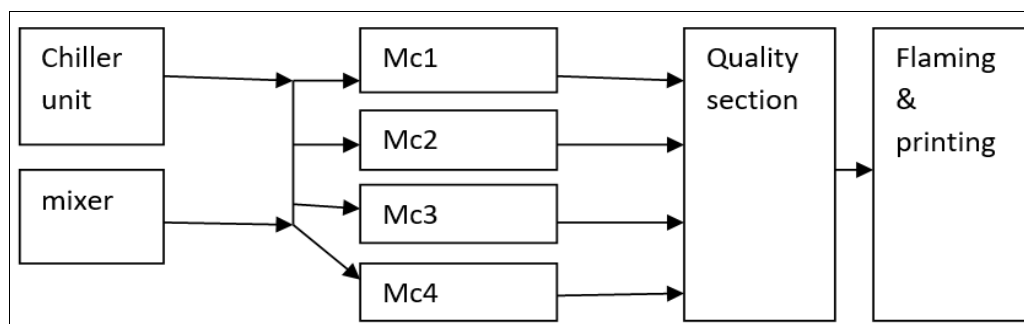 Chiller
unit
mixer
Mc1
Mc2
Mc3
Mc4
Quality
section
Flaming
&
printing